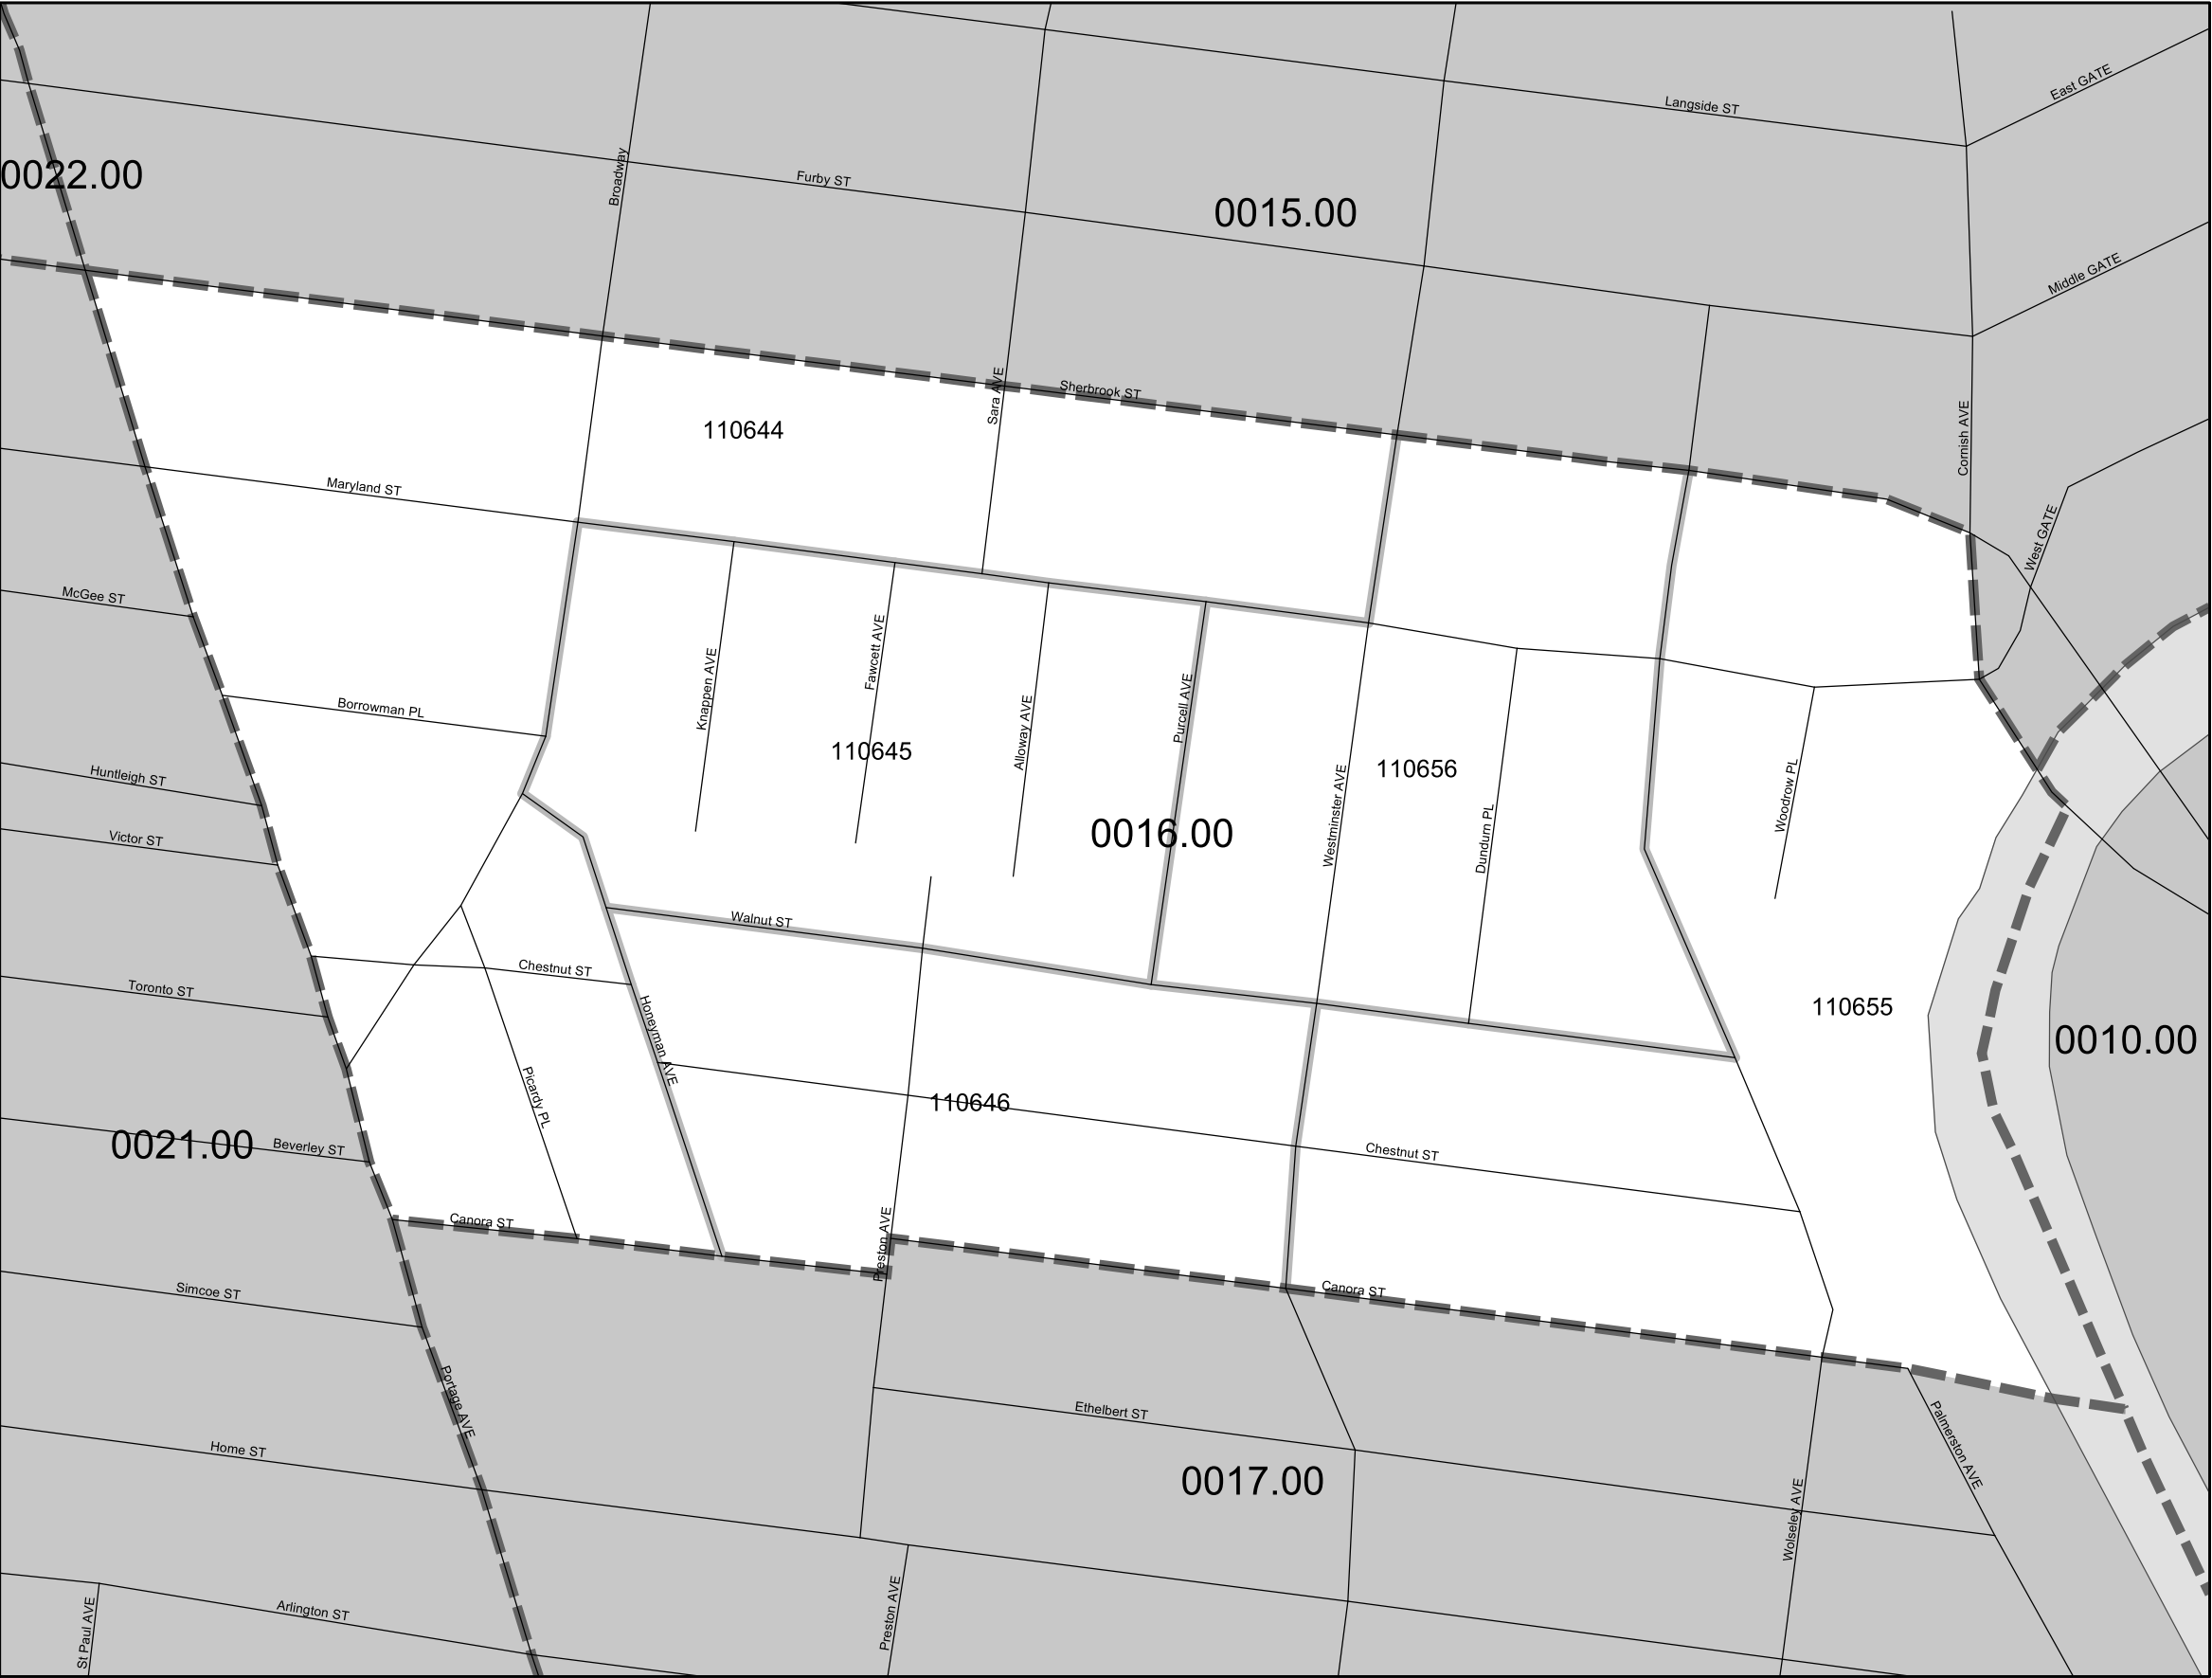 East GATE
Langside ST
Broadway
0022.00
Furby ST
0015.00
Middle GATE
Sara AVE
Sherbrook ST
110644
Cornish AVE
Maryland ST
West GATE
McGee ST
Knappen AVE
Fawcett AVE
Borrowman PL
Alloway AVE
Purcell AVE
110645
110656
Huntleigh ST
Woodrow PL
Westminster AVE
0016.00
Victor ST
Dundurn PL
Walnut ST
Chestnut ST
Toronto ST
110655
Honeyman AVE
0010.00
Picardy PL
110646
0021.00
Beverley ST
Chestnut ST
Canora ST
Preston AVE
Simcoe ST
Canora ST
Portage AVE
Ethelbert ST
Palmerston AVE
Home ST
0017.00
Wolseley AVE
Arlington ST
St Paul AVE
Preston AVE